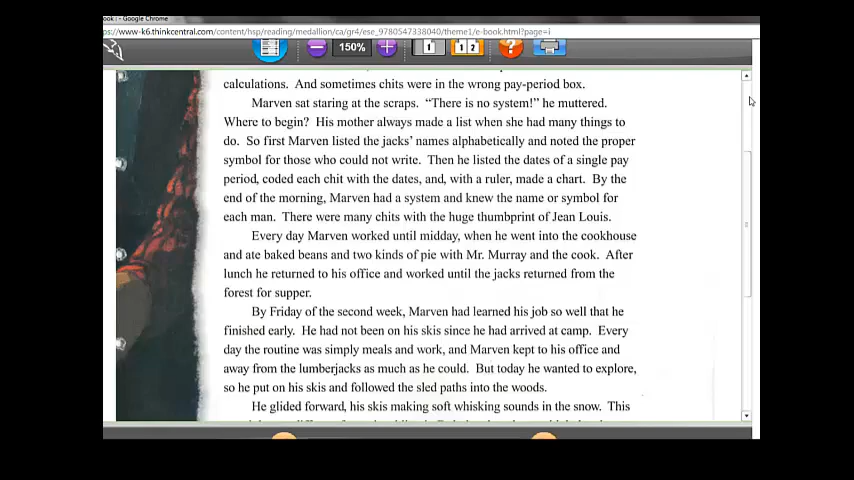 ook : - Google Chrome
ps://www-k6.thinkcentral.com/content/hsp/reading/medallion/ca/gr4/ese_9780547338040/theme1/e-book.html?page=i
150% 1 1 2 ?
calculations. And sometimes chits were in the wrong pay-period box.
Marven sat staring at the scraps. “There is no system!” he muttered.
Where to begin? His mother always made a list when she had many things to
do. So first Marven listed the jacks’ names alphabetically and noted the proper
symbol for those who could not write. Then he listed the dates of a single pay
period, coded each chit with the dates, and, with a ruler, made a chart. By the
end of the morning, Marven had a system and knew the name or symbol for
each man. There were many chits with the huge thumbprint of Jean Louis.
Every day Marven worked until midday, when he went into the cookhouse
and ate baked beans and two kinds of pie with Mr. Murray and the cook. After
lunch he returned to his office and worked until the jacks returned from the
forest for supper.
By Friday of the second week, Marven had learned his job so well that he
finished early. He had not been on his skis since he had arrived at camp. Every
day the routine was simply meals and work, and Marven kept to his office and
away from the lumberjacks as much as he could. But today he wanted to explore,
so he put on his skis and followed the sled paths into the woods.
He glided forward, his skis making soft whisking sounds in the snow. This